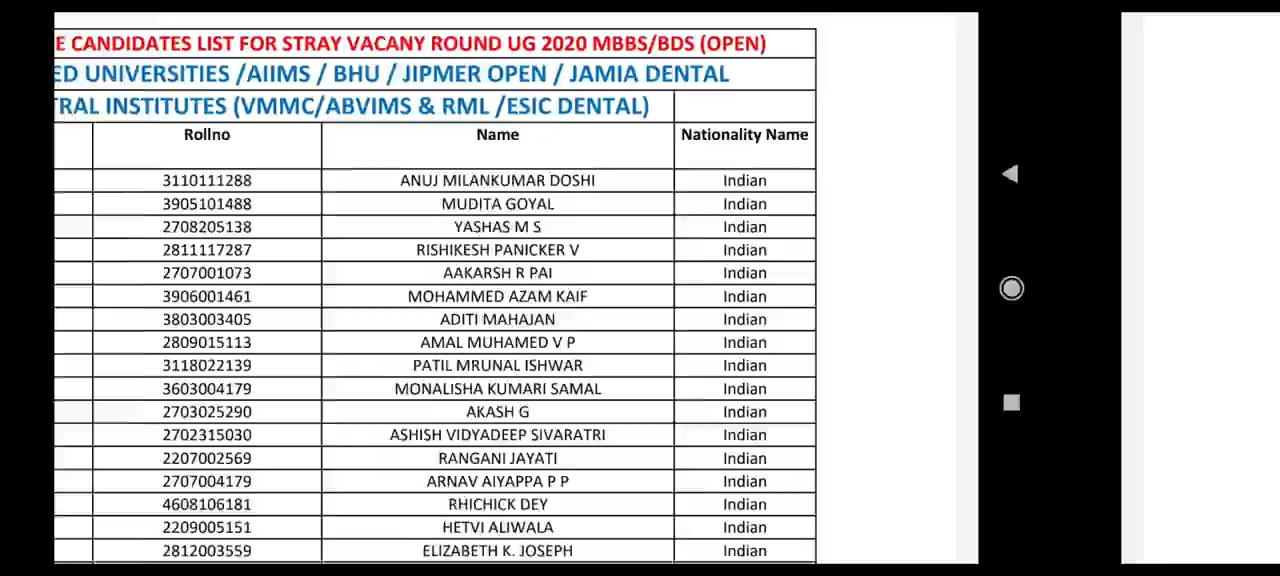 E CANDIDATES LIST FOR STRAY VACANY ROUND UG 2020 MBBS/BDS (OPEN)
ED UNIVERSITIES /AIIMS / BHU / JIPMER OPEN / JAMIA DENTAL
TRAL INSTITUTES (VMMC/ABVIMS & RML /ESIC DENTAL)
Rollno Name Nationality Name
3110111288 ANUJ MILANKUMAR DOSHI Indian
3905101488 MUDITA GOYAL Indian
2708205138 YASHAS M S Indian
2811117287 RISHIKESH PANICKER V Indian
2707001073 AAKARSH R PAI Indian
3906001461 MOHAMMED AZAM KAIF Indian
3803003405 ADITI MAHAJAN Indian
2809015113 AMAL MUHAMED V P Indian
3118022139 PATIL MRUNAL ISHWAR Indian
3603004179 MONALISHA KUMARI SAMAL Indian
2703025290 AKASH G Indian
2702315030 ASHISH VIDYADEEP SIVARATRI Indian
2207002569 RANGANI JAYATI Indian
2707004179 ARNAV AIYAPPA P P Indian
4608106181 RHICHICK DEY Indian
2209005151 HETVI ALIWALA Indian
2812003559 ELIZABETH K. JOSEPH Indian